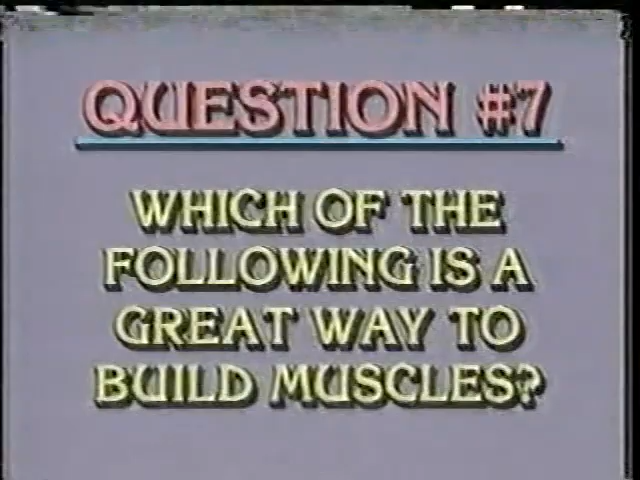 QUESTION #7
WHICH OF THE
FOLLOWING IS A
GREAT WAY TO
BUILD MUSCLES?